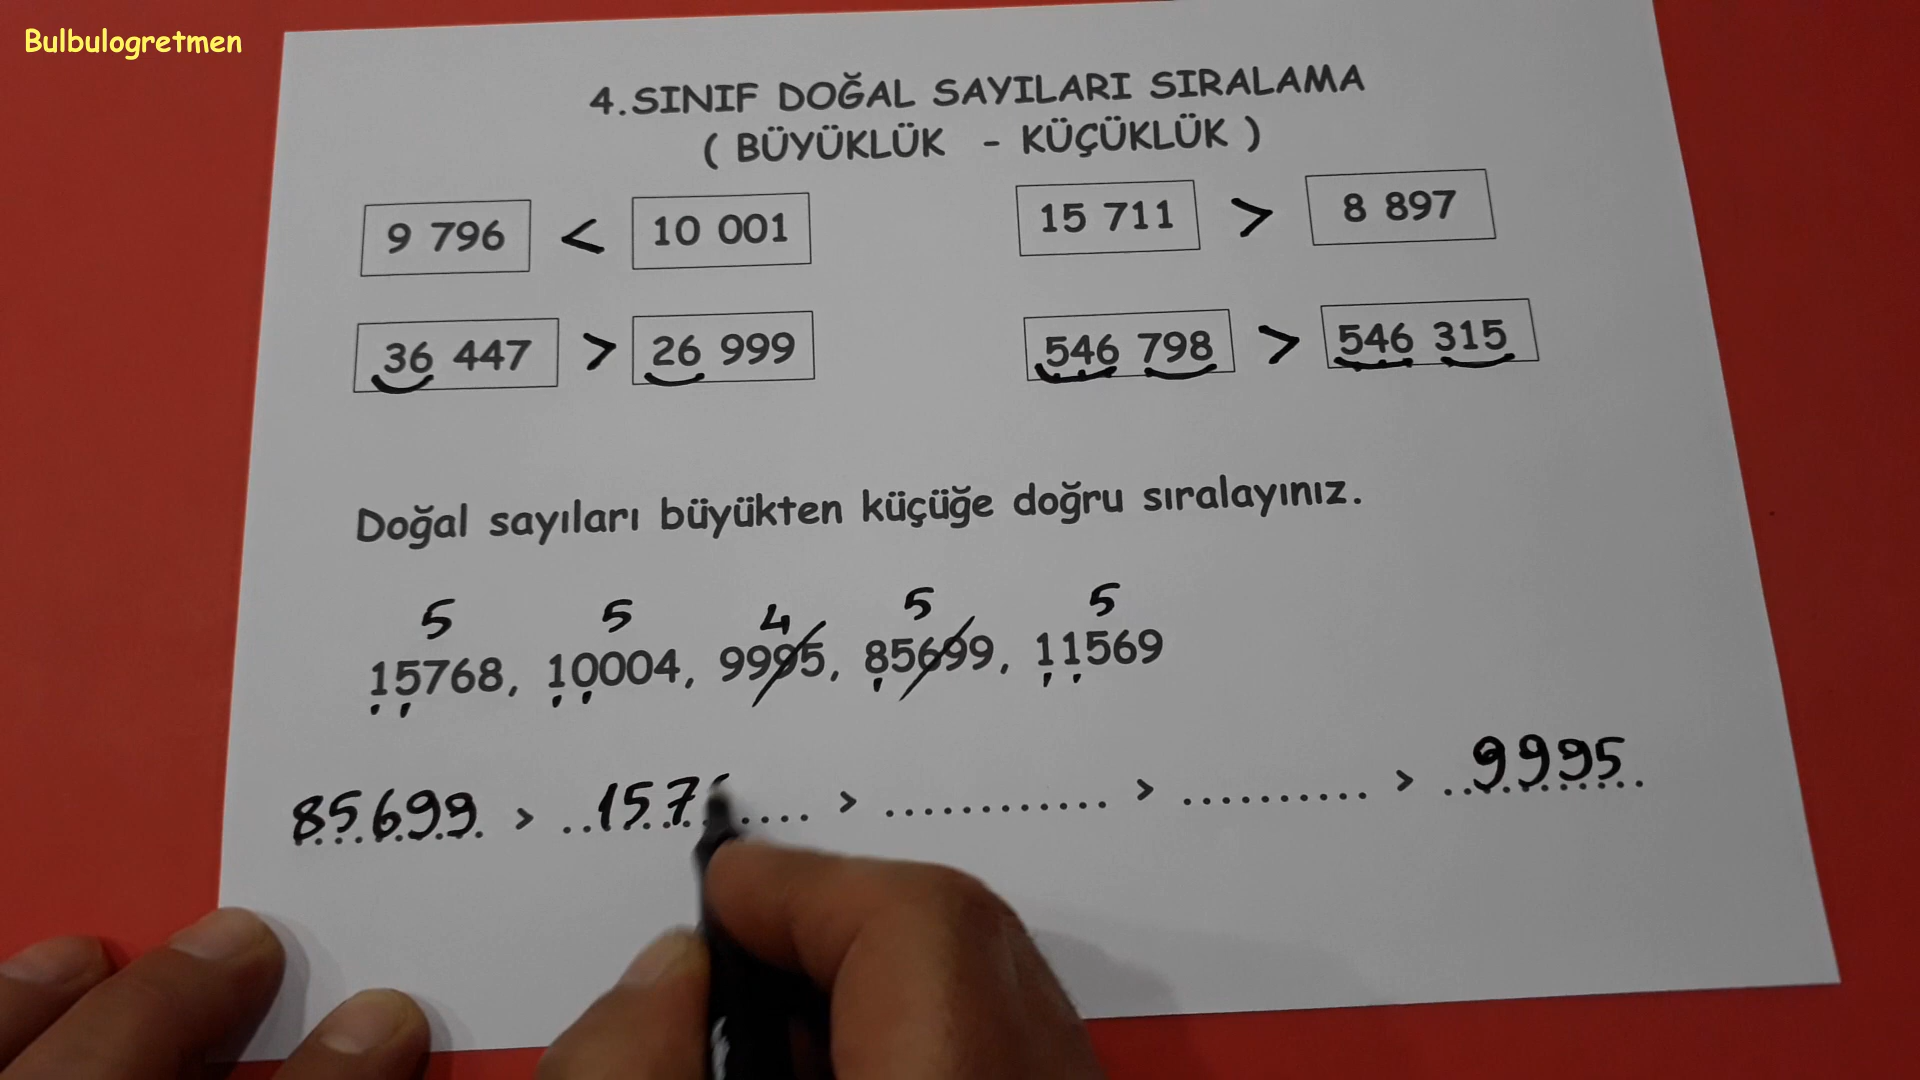 Bulbulogretmen
4.SINIF DOĞAL SAYILARI SIRALAMA
( BÜYÜKLÜK - KÜÇÜKLÜK )
9 796 < 10 001 15 711 > 8 897
36 447 > 26 999 546 798 > 546 315
Doğal sayıları büyükten küçüğe doğru sıralayınız.
5 5 4 5 5
15768, 10004, 9995, 85699, 11569
85699 > ..157.... > ............ > .......... > 9995